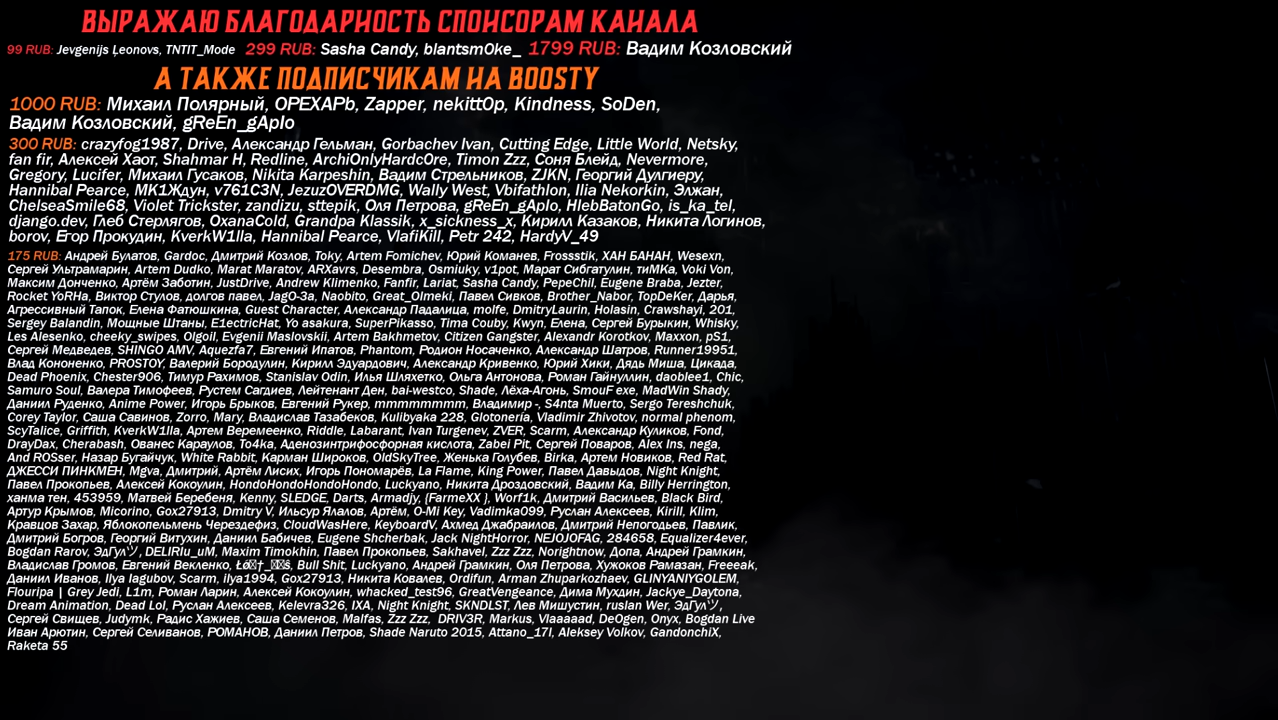 ВЫРАЖАЮ БЛАГОДАРНОСТЬ СПОНСОРАМ КАНАЛА
99 RUB: Jevgenijs Ļeonovs, TNTIT_Mode 299 RUB: Sasha Candy, blantsm0ke_ 1799 RUB: Вадим Козловский
А ТАКЖЕ ПОДПИСЧИКАМ НА BOOSTY
1000 RUB: Михаил Полярный, OPEXAPb, Zapper, nekitt0p, Kindness, SoDen,
Вадим Козловский, gReEn_gApIo
300 RUB: crazyfog1987, Drive, Александр Гельман, Gorbachev Ivan, Cutting Edge, Little World, Netsky,
fan fir, Алексей Хаот, Shahmar H, Redline, ArchiOnlyHardc0re, Timon Zzz, Соня Блейд, Nevermore,
Gregory, Lucifer, Михаил Гусаков, Nikita Karpeshin, Вадим Стрельников, ZJKN, Георгий Дулгиеру,
Hannibal Pearce, МК1Ждун, v761C3N, JezuzOVERDMG, Wally West, Vbifathlon, Ilia Nekorkin, Элжан,
ChelseaSmile68, Violet Trickster, zandizu, sttepik, Оля Петрова, gReEn_gApIo, HlebBatonGo, is_ka_tel,
django.dev, Глеб Стерлягов, OxanaCold, Grandpa Klassik, x_sickness_x, Кирилл Казаков, Никита Логинов,
borov, Егор Прокудин, KverkW1lla, Hannibal Pearce, VlafiKill, Petr 242, HardyV_49
175 RUB: Андрей Булатов, Gardoc, Дмитрий Козлов, Toky, Artem Fomichev, Юрий Команев, Frossstik, ХАН БАНАН, Wesexn,
Сергей Ультрамарин, Artem Dudko, Marat Maratov, ARXavrs, Desembra, Osmiuky, v1pot, Марат Сибгатулин, тиМКа, Voki Von,
Максим Донченко, Артём Заботин, JustDrive, Andrew Klimenko, Fanfir, Lariat, Sasha Candy, PepeChil, Eugene Braba, Jezter,
Rocket YoRHa, Виктор Стулов, долгов павел, JagO-3a, Naobito, Great_Olmeki, Павел Сивков, Brother_Nabor, TopDeKer, Дарья,
Агрессивный Тапок, Елена Фатюшкина, Guest Character, Александр Падалица, molfe, DmitryLaurin, Holasin, Crawshayi, 201,
Sergey Balandin, Мощные Штаны, E1ectricHat, Yo asakura, SuperPikasso, Tima Couby, Kwyn, Елена, Сергей Бурыкин, Whisky,
Les Alesenko, cheeky_swipes, Olgoil, Evgenii Maslovskii, Artem Bakhmetov, Citizen Gangster, Alexandr Korotkov, Maxxon, pS1,
Сергей Медведев, SHINGO AMV, Aquezfa7, Евгений Ипатов, Phantom, Родион Носаченко, Александр Шатров, Runner19951,
Влад Кононенко, PROSTOY, Валерий Бородулин, Кирилл Эдуардович, Александр Кривенко, Юрий Хики, Дядь Миша, Цикада,
Dead Phoenix, Chester906, Тимур Рахимов, Stanislav Odin, Илья Шляхетко, Ольга Антонова, Роман Гайнуллин, daoblee1, Chic,
Samuro Soul, Валера Тимофеев, Рустем Сагдиев, Лейтенант Ден, bai-westco, Shade, Лёха-Агонь, SmouF exe, MadWin Shady,
Даниил Руденко, Anime Power, Игорь Брыков, Евгений Рукер, mmmmmmm, Владимир -, S4nta Muerto, Sergo Tereshchuk,
Corey Taylor, Саша Савинов, Zorro, Mary, Владислав Тазабеков, Kulibyaka 228, Glotoneria, Vladimir Zhivotov, normal phenom,
ScyTalice, Griffith, KverkW1lla, Артем Веремеенко, Riddle, Labarant, Ivan Turgenev, ZVER, Scarm, Александр Куликов, Fond,
DrayDax, Cherabash, Ованес Караулов, To4ka, Аденозинтрифосфорная кислота, Zabei Pit, Сергей Поваров, Alex Ins, nega,
And ROSser, Назар Бугайчук, White Rabbit, Карман Широков, OldSkyTree, Женька Голубев, Birka, Артем Новиков, Red Rat,
ДЖЕССИ ПИНКМЕН, Mgva, Дмитрий, Артём Лисих, Игорь Пономарёв, La Flame, King Power, Павел Давыдов, Night Knight,
Павел Прокопьев, Алексей Кокоулин, HondoHondoHondoHondo, Luckyano, Никита Дроздовский, Вадим Ка, Billy Herrington,
ханма тен, 453959, Матвей Беребеня, Kenny, SLEDGE, Darts, Armadjy, {FarmeXX }, Worf1k, Дмитрий Васильев, Black Bird,
Артур Крымов, Micorino, Gox27913, Dmitry V, Ильсур Ялалов, Артём, O-Mi Key, Vadimka099, Руслан Алексеев, Kirill, Klim,
Кравцов Захар, Яблокопельмень Черездефиз, CloudWasHere, KeyboardV, Ахмед Джабраилов, Дмитрий Непогодьев, Павлик,
Дмитрий Богров, Георгий Витухин, Даниил Бабичев, Eugene Shcherbak, Jack NightHorror, NEJOJOFAG, 284658, Equalizer4ever,
Bogdan Rarov, ЭдГулツ, DELIRIu_uM, Maxim Timokhin, Павел Прокопьев, Sakhavel, Zzz Zzz, Norightnow, Допа, Андрей Грамкин,
Владислав Громов, Евгений Векленко, Bull Shit, Luckyano, Андрей Грамкин, Оля Петрова, Хужоков Рамазан, Freeeak,
Даниил Иванов, Ilya Iagubov, Scarm, ilya1994, Gox27913, Никита Ковалев, Ordifun, Arman Zhuparkozhaev, GLINYANIYGOLEM,
Flouripa | Grey Jedi, L1m, Роман Ларин, Алексей Кокоулин, whacked_test96, GreatVengeance, Дима Мухдин, Jackye_Daytona,
Dream Animation, Dead Lol, Руслан Алексеев, Kelevra326, IXA, Night Knight, SKNDLST, Лев Мишустин, ruslan Wer, ЭдГулツ,
Сергей Свищев, Judymk, Радис Хажиев, Саша Семенов, Malfas, Zzz Zzz, DRIV3R, Markus, Vlaaaaad, DeOgen, Onyx, Bogdan Live
Иван Арютин, Сергей Селиванов, РОМАНОВ, Даниил Петров, Shade Naruto 2015, Attano_17l, Aleksey Volkov, GandonchiX,
Raketa 55